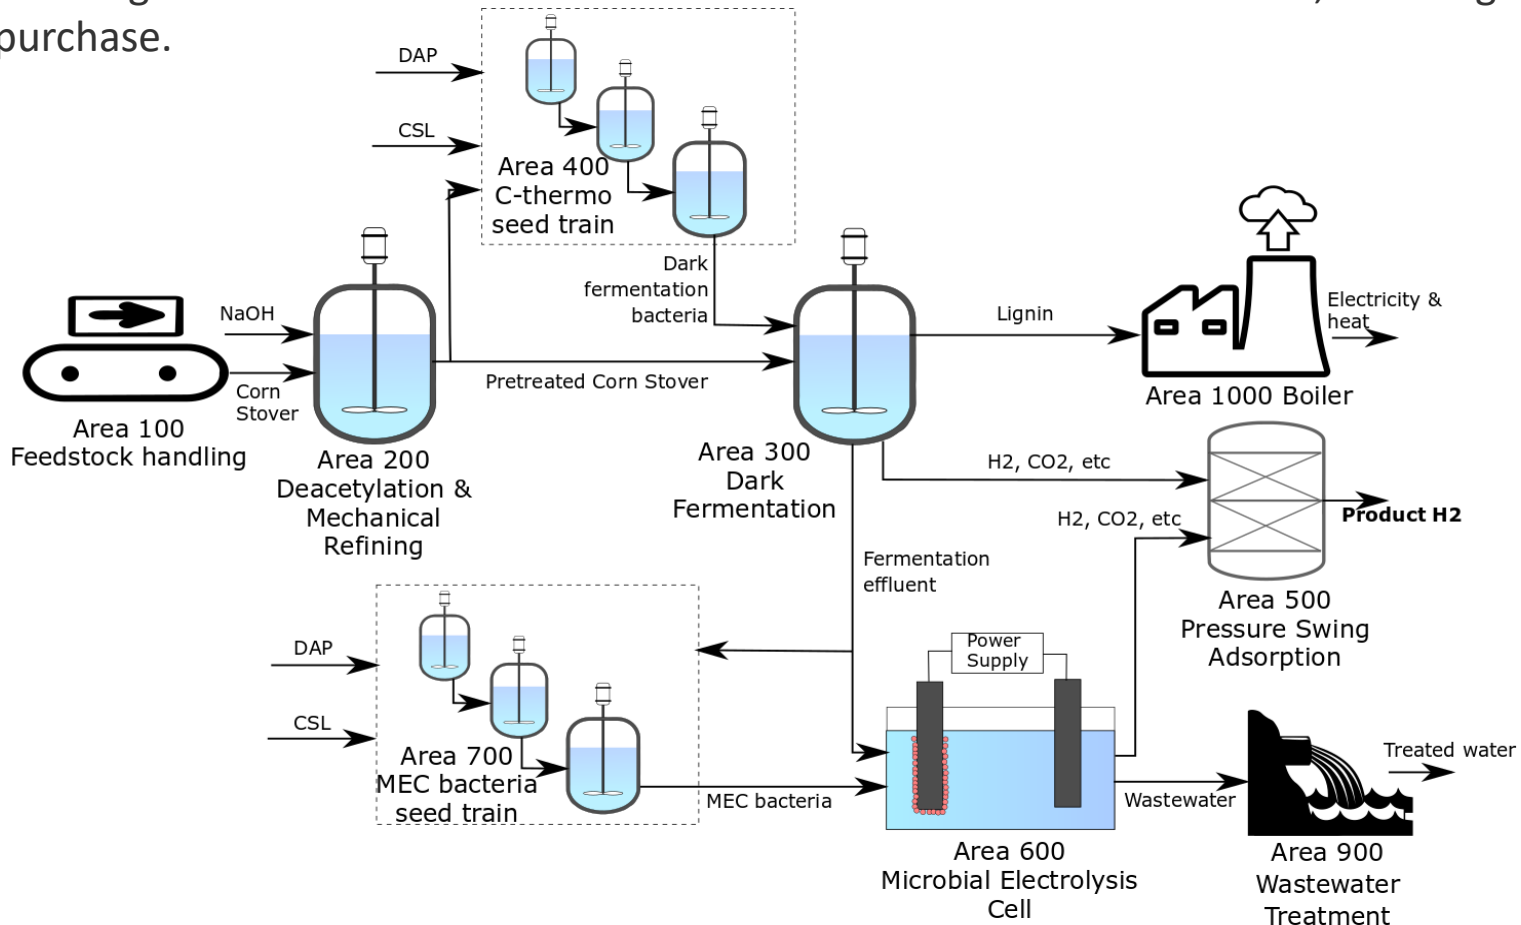 purchase.
DAP
CSL
Area 400
C-thermo
seed train
Dark
fermentation
bacteria
NaOH
Corn
Stover
Area 100
Feedstock handling
Area 200
Deacetylation &
Mechanical
Refining
Pretreated Corn Stover
Area 300
Dark
Fermentation
Lignin
Electricity &
heat
Area 1000 Boiler
H2, CO2, etc
H2, CO2, etc
Product H2
Area 500
Pressure Swing
Adsorption
Fermentation
effluent
DAP
CSL
Area 700
MEC bacteria
seed train
MEC bacteria
Power
Supply
Area 600
Microbial Electrolysis
Cell
Wastewater
Treated water
Area 900
Wastewater
Treatment